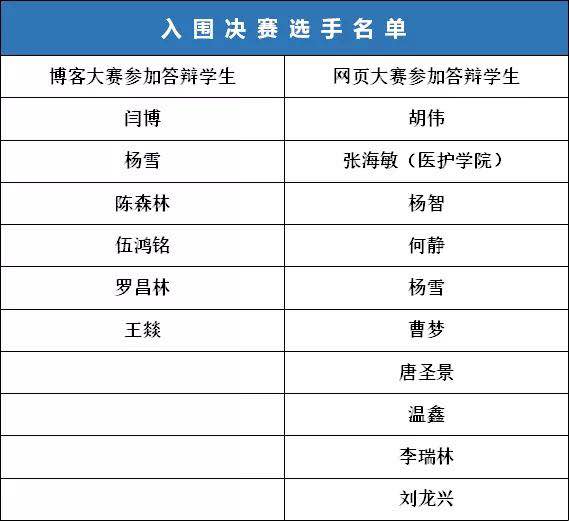 入围决赛选手名单
博客大赛参加答辩学生 网页大赛参加答辩学生
闫博 胡伟
杨雪 张海敏（医护学院）
陈森林 杨智
伍鸿铭 何静
罗昌林 杨雪
王燚 曹梦
唐圣景
温鑫
李瑞林
刘龙兴